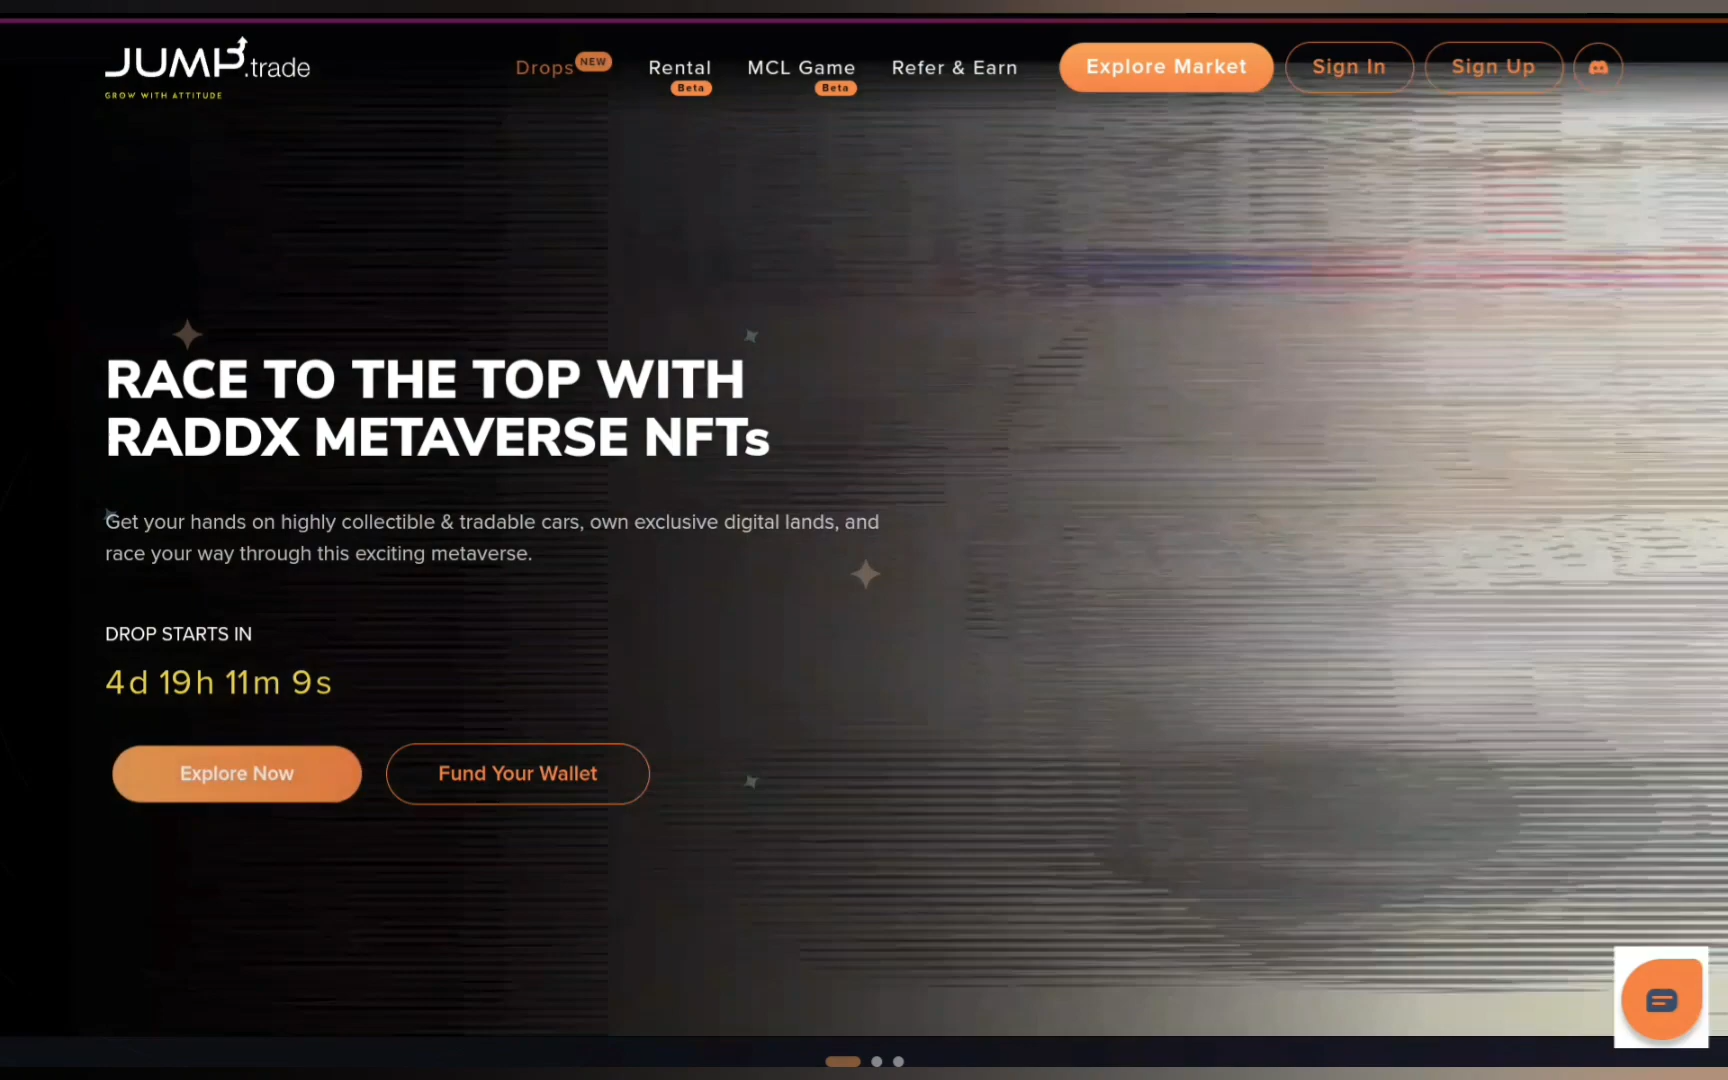 JUMP.trade
GROW WITH ATTITUDE
Drops NEW
Rental
Beta
MCL Game
Beta
Refer & Earn
Explore Market
Sign In
Sign Up
RACE TO THE TOP WITH
RADDX METAVERSE NFTs
Get your hands on highly collectible & tradable cars, own exclusive digital lands, and
race your way through this exciting metaverse.
DROP STARTS IN
4d 19h 11m 9s
Explore Now
Fund Your Wallet